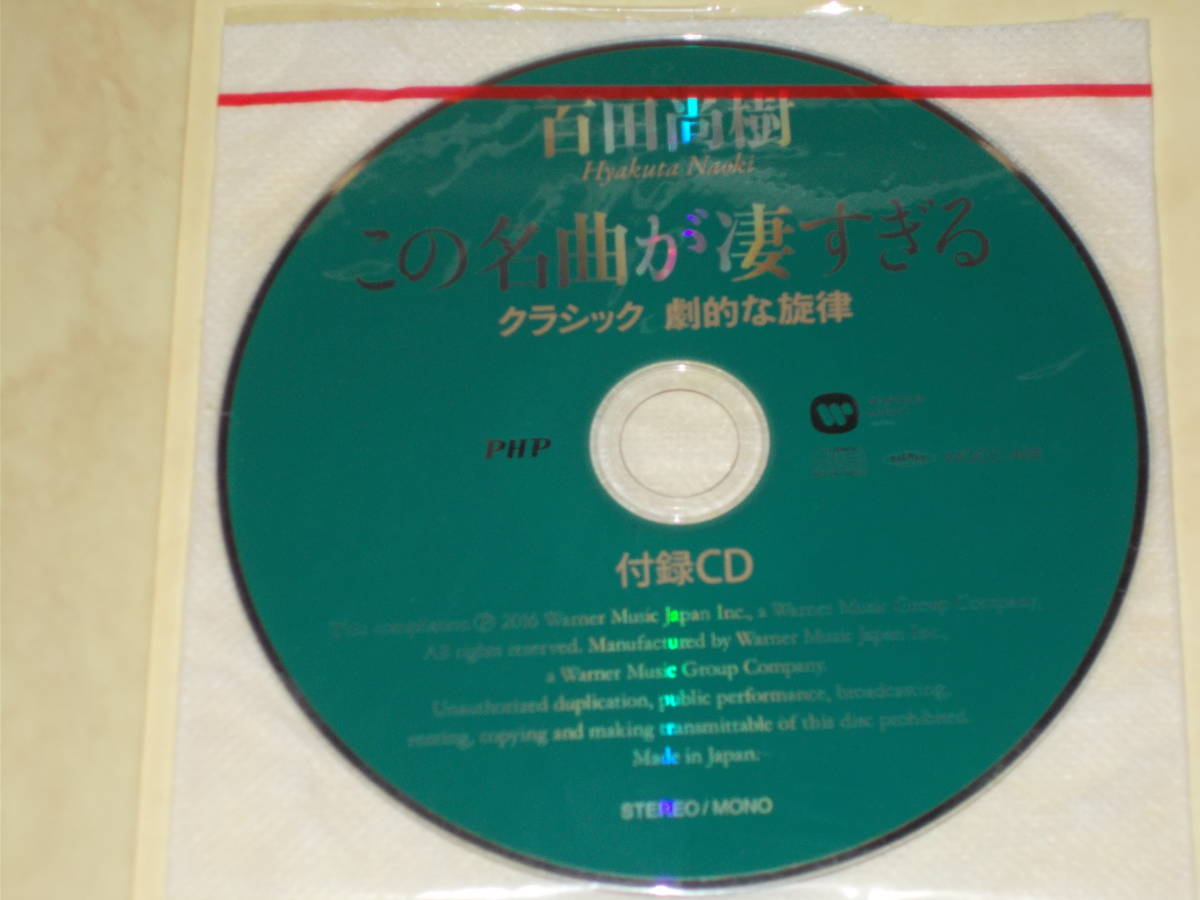 百田尚樹
Hyakuta Naoki
この名曲が凄すぎる
クラシック 劇的な旋律
PHP
付録CD
This compilation Ⓟ 2016 Warner Music Japan Inc., a Warner Music Group Company.
All rights reserved. Manufactured by Warner Music Japan Inc.,
a Warner Music Group Company.
Unauthorized duplication, public performance, broadcasting,
renting, copying and making transmittable of this disc prohibited.
Made in Japan.
STEREO/MONO